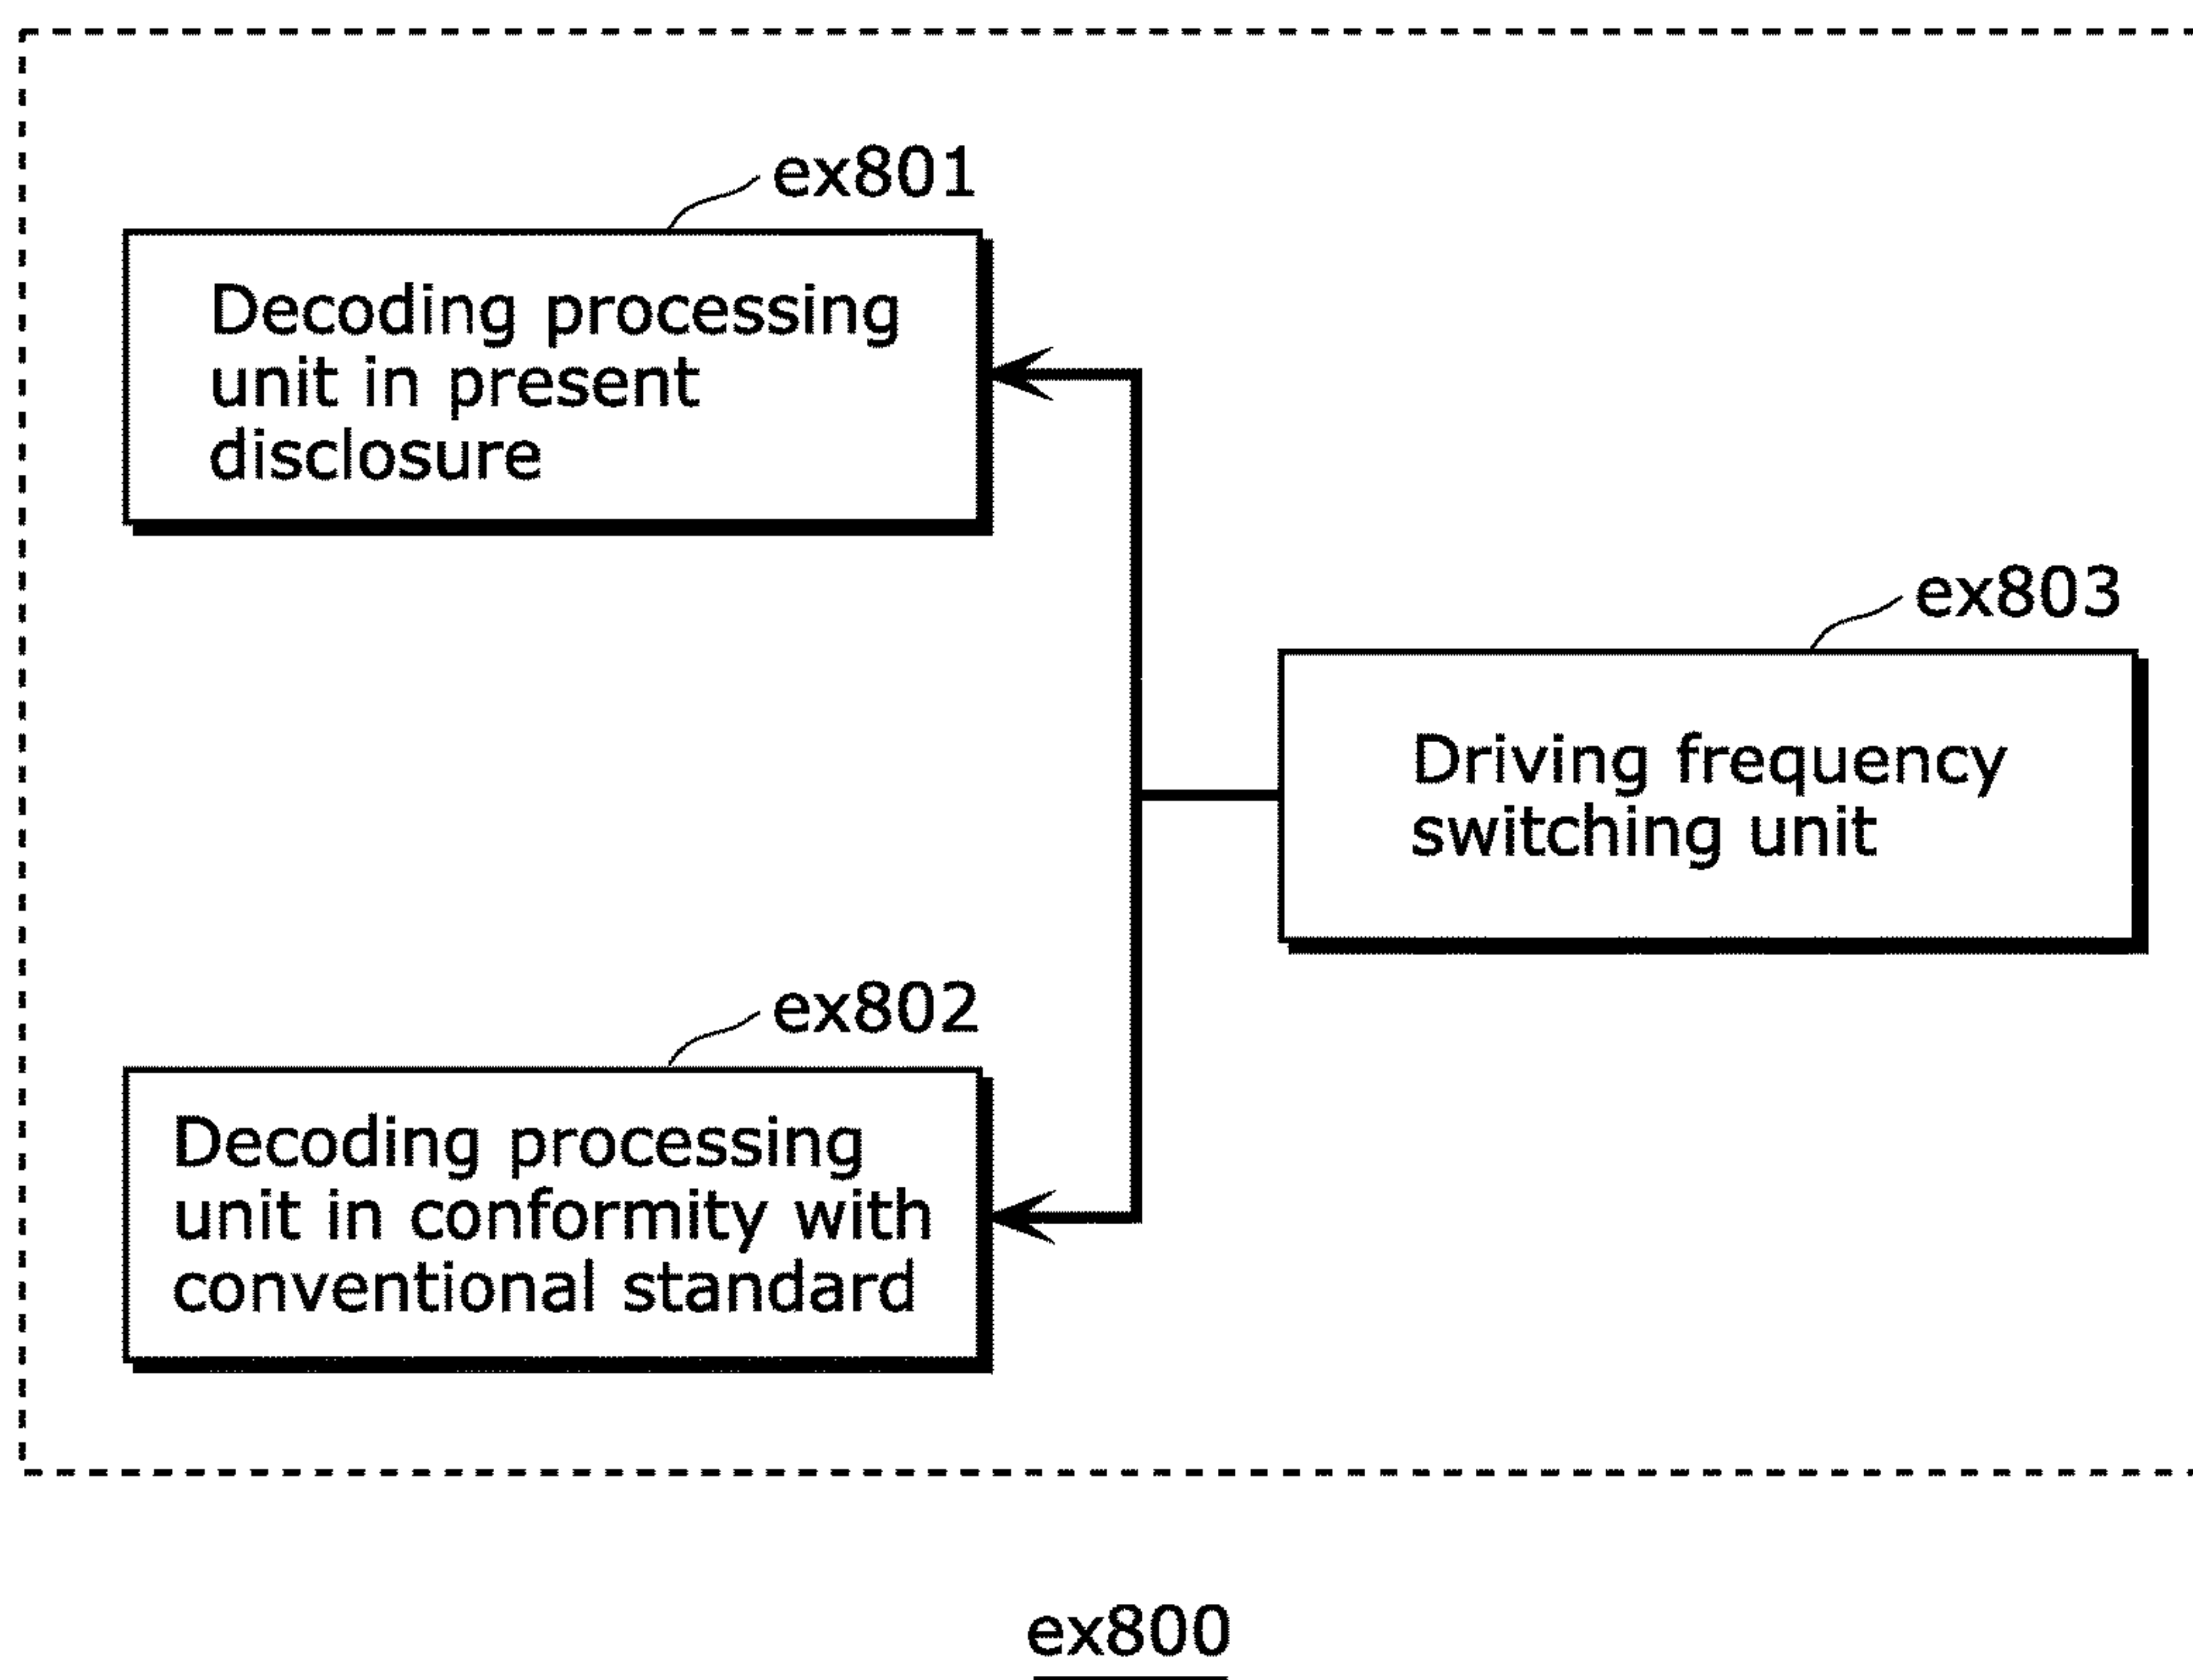 ex801
Decoding processing
unit in present
disclosure
ex803
Driving frequency
switching unit
ex802
Decoding processing
unit in conformity with
conventional standard
ex800